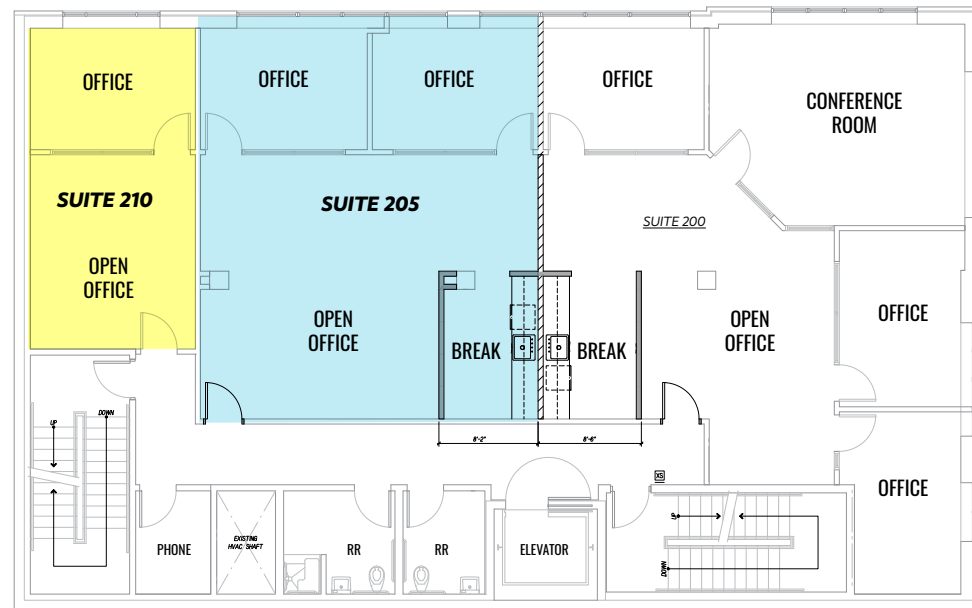 OFFICE
OFFICE
OFFICE
OFFICE
CONFERENCE
ROOM
SUITE 210
SUITE 205
SUITE 200
OPEN
OFFICE
OPEN
OFFICE
BREAK
BREAK
OPEN
OFFICE
OFFICE
UP
DOWN
8'-2"
8'-6"
XS
OFFICE
UP
DOWN
PHONE
EXISTING
HVAC SHAFT
RR
RR
ELEVATOR